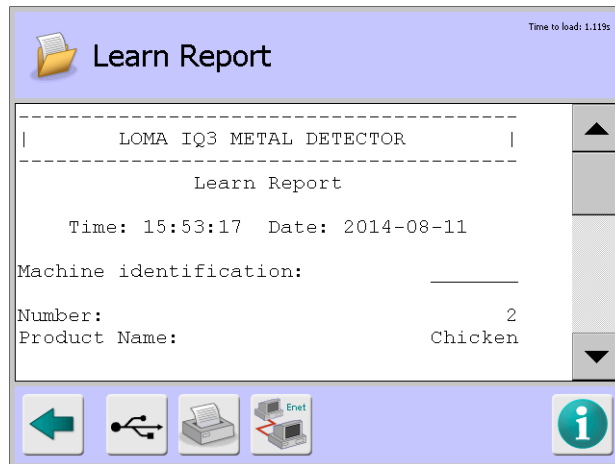 Time to load: 1.119s
Learn Report
----------------------------------------
| LOMA IQ3 METAL DETECTOR |
----------------------------------------
Learn Report
Time: 15:53:17 Date: 2014-08-11
Machine identification: _______
Number: 2
Product Name: Chicken
Enet
i